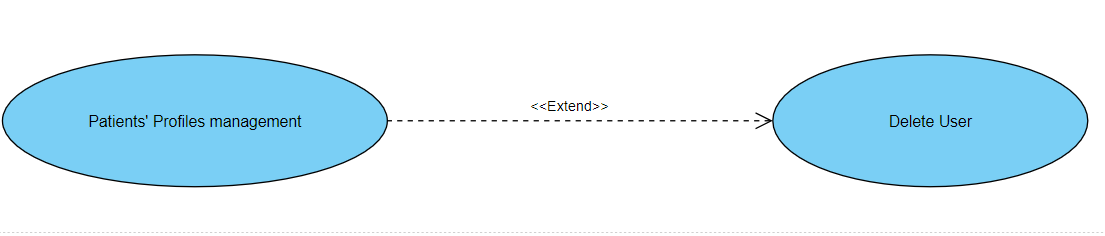 <<Extend>>
Patients' Profiles management
Delete User